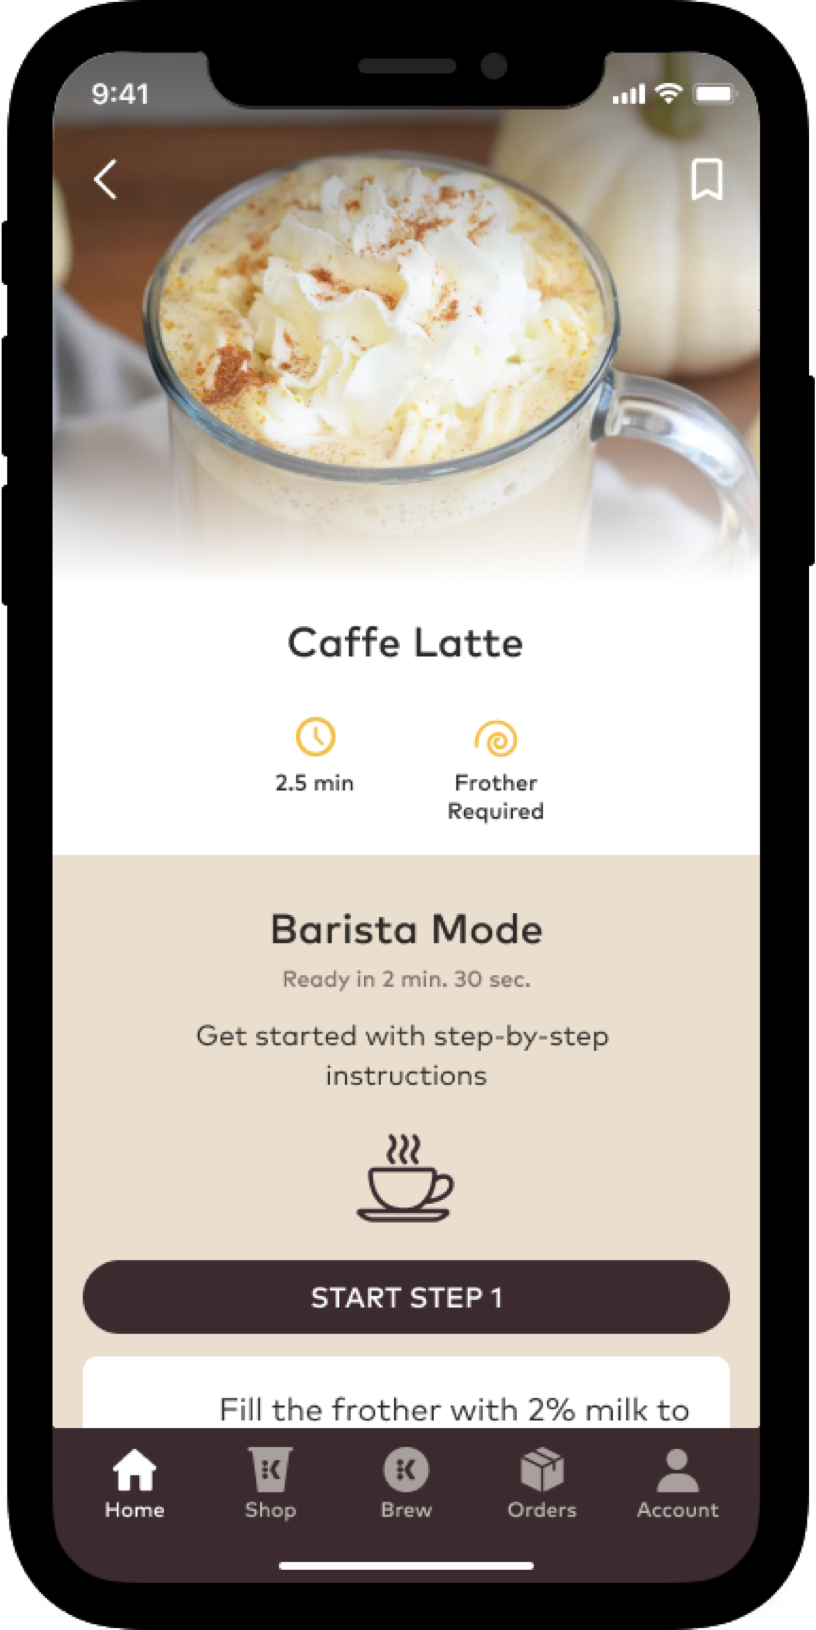 9:41
Caffe Latte
2.5 min
Frother
Required
Barista Mode
Ready in 2 min. 30 sec.
Get started with step-by-step
instructions
START STEP 1
Fill the frother with 2% milk to
Home
Shop
Brew
Orders
Account